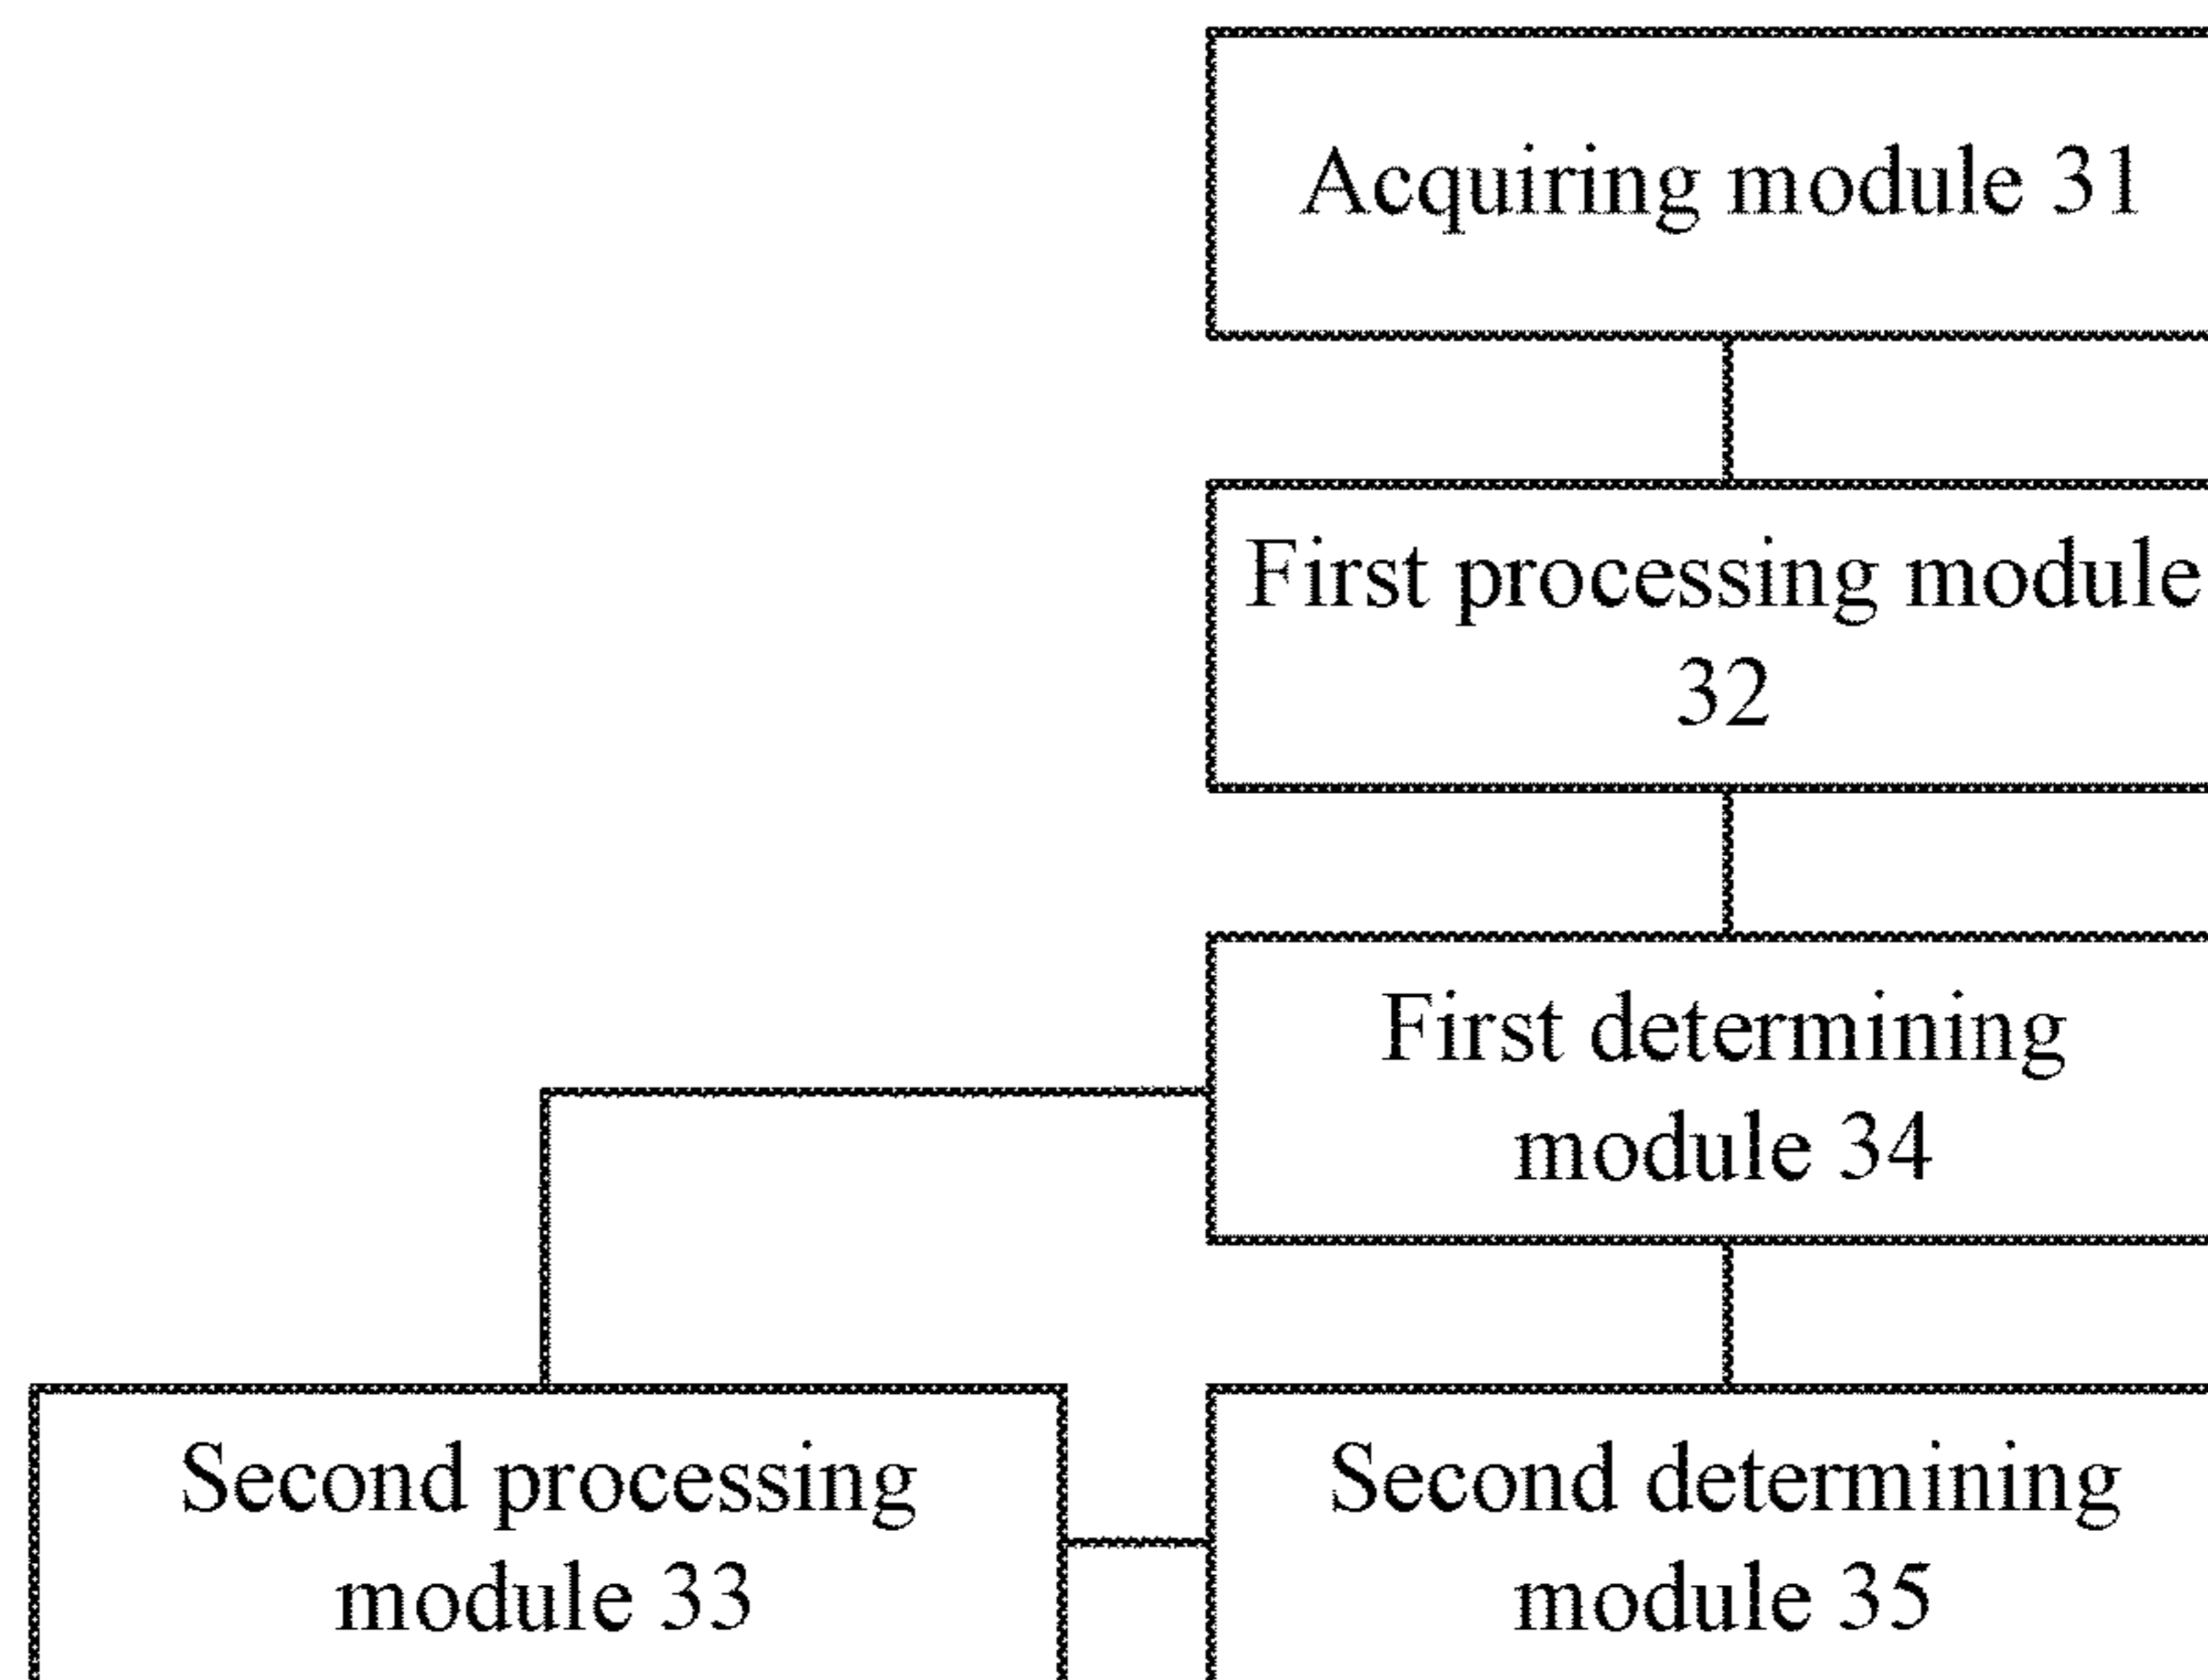 Acquiring module 31
First processing module
32
First determining
module 34
Second processing
module 33
Second determining
module 35